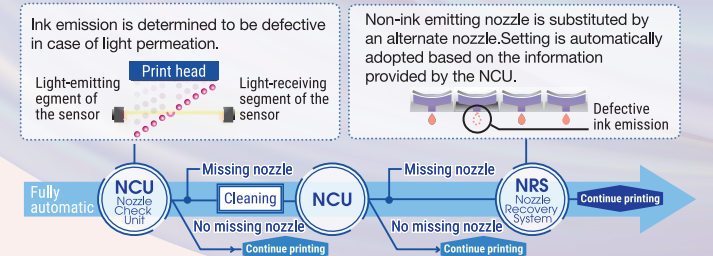 Ink emission is determined to be defective
in case of light permeation.
Print head
Light-emitting
egment of
the sensor
Light-receiving
segment of the
sensor
Non-ink emitting nozzle is substituted by
an alternate nozzle.Setting is automatically
adopted based on the information
provided by the NCU.
Defective
ink emission
Fully
automatic
NCU
Nozzle
Check
Unit
Missing nozzle
Cleaning
No missing nozzle
Continue printing
NCU
Missing nozzle
No missing nozzle
Continue printing
NRS
Nozzle
Recovery
System
Continue printing